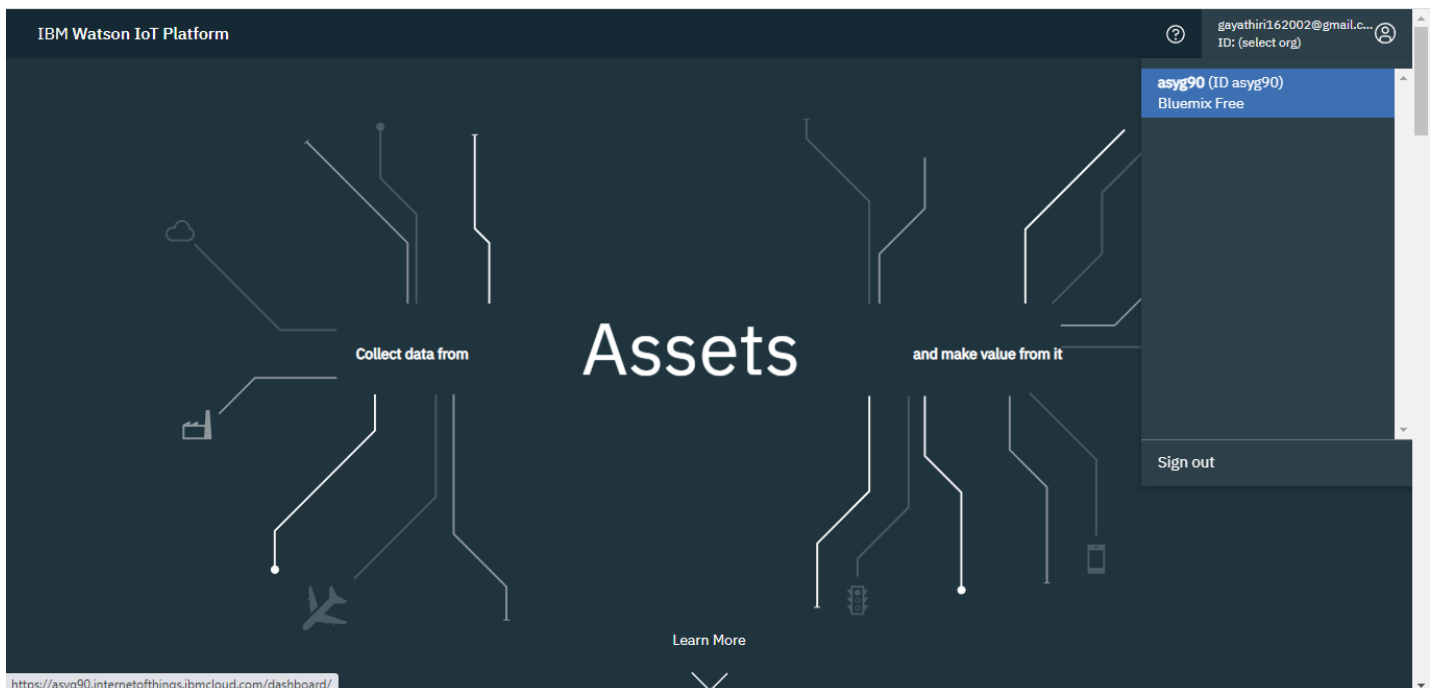 IBM Watson IoT Platform
gayathiri162002@gmail.c...
ID: (select org)
asyg90 (ID asyg90)
Bluemix Free
Collect data from
Assets
and make value from it
Sign out
Learn More
https://asyg90.internetofthings.ibmcloud.com/dashboard/